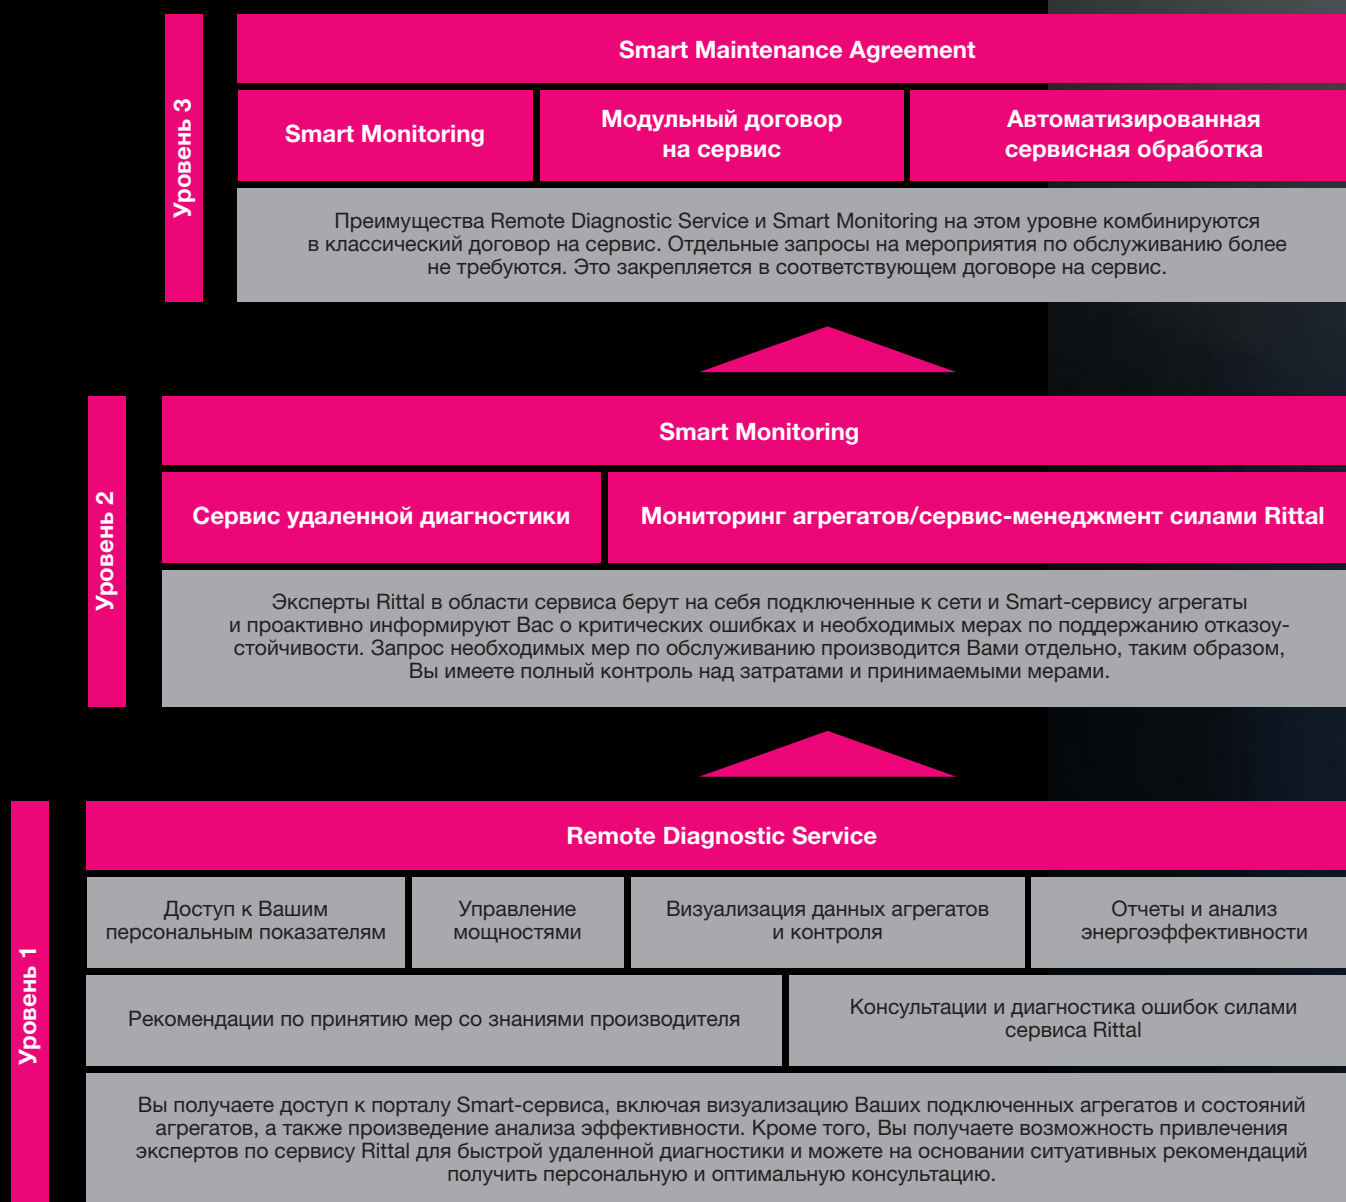 Уровень 3
Smart Maintenance Agreement
Smart Monitoring
Модульный договор
на сервис
Автоматизированная
сервисная обработка
Преимущества Remote Diagnostic Service и Smart Monitoring на этом уровне комбинируются
в классический договор на сервис. Отдельные запросы на мероприятия по обслуживанию более
не требуются. Это закрепляется в соответствующем договоре на сервис.
Уровень 2
Smart Monitoring
Сервис удаленной диагностики
Мониторинг агрегатов/сервис-менеджмент силами Rittal
Эксперты Rittal в области сервиса берут на себя подключенные к сети и Smart-сервису агрегаты
и проактивно информируют Вас о критических ошибках и необходимых мерах по поддержанию отказоу-
стойчивости. Запрос необходимых мер по обслуживанию производится Вами отдельно, таким образом,
Вы имеете полный контроль над затратами и принимаемыми мерами.
Уровень 1
Remote Diagnostic Service
Доступ к Вашим
персональным показателям
Управление
мощностями
Визуализация данных агрегатов
и контроля
Отчеты и анализ
энергоэффективности
Рекомендации по принятию мер со знаниями производителя
Консультации и диагностика ошибок силами
сервиса Rittal
Вы получаете доступ к порталу Smart-сервиса, включая визуализацию Ваших подключенных агрегатов и состояний
агрегатов, а также произведение анализа эффективности. Кроме того, Вы получаете возможность привлечения
экспертов по сервису Rittal для быстрой удаленной диагностики и можете на основании ситуативных рекомендаций
получить персональную и оптимальную консультацию.